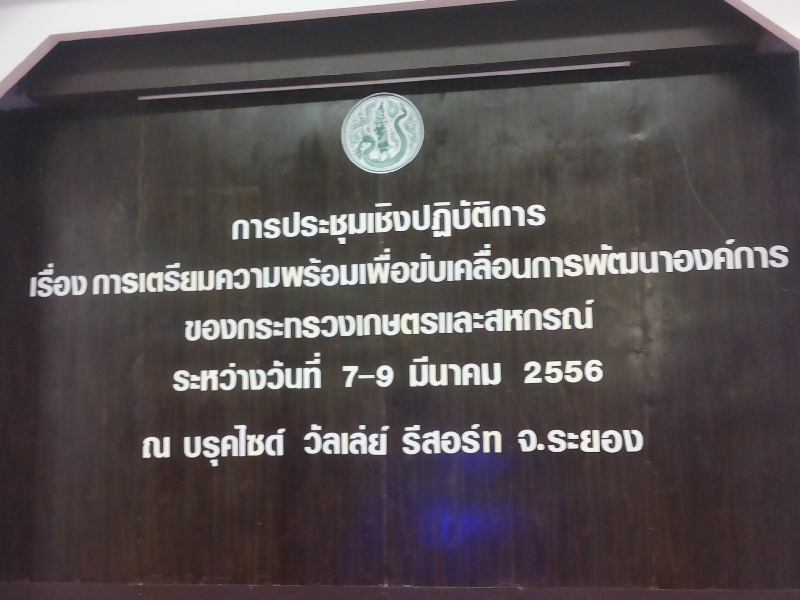 การประชุมเชิงปฏิบัติการ
เรื่อง การเตรียมความพร้อมเพื่อขับเคลื่อนการพัฒนาองค์การ
ของกระทรวงเกษตรและสหกรณ์
ระหว่างวันที่ 7-9 มีนาคม 2556
ณ บรุคไซด์ วัลเล่ย์ รีสอร์ท จ.ระยอง